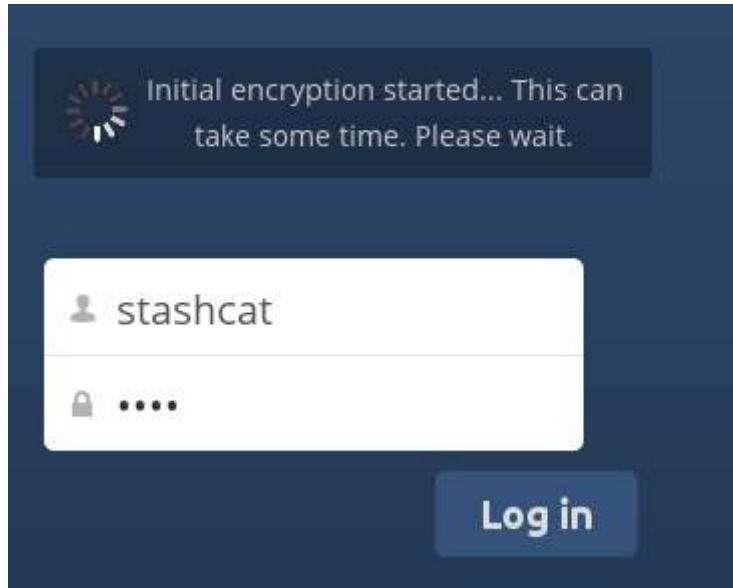 Initial encryption started... This can
take some time. Please wait.
stashcat
••••
Log in